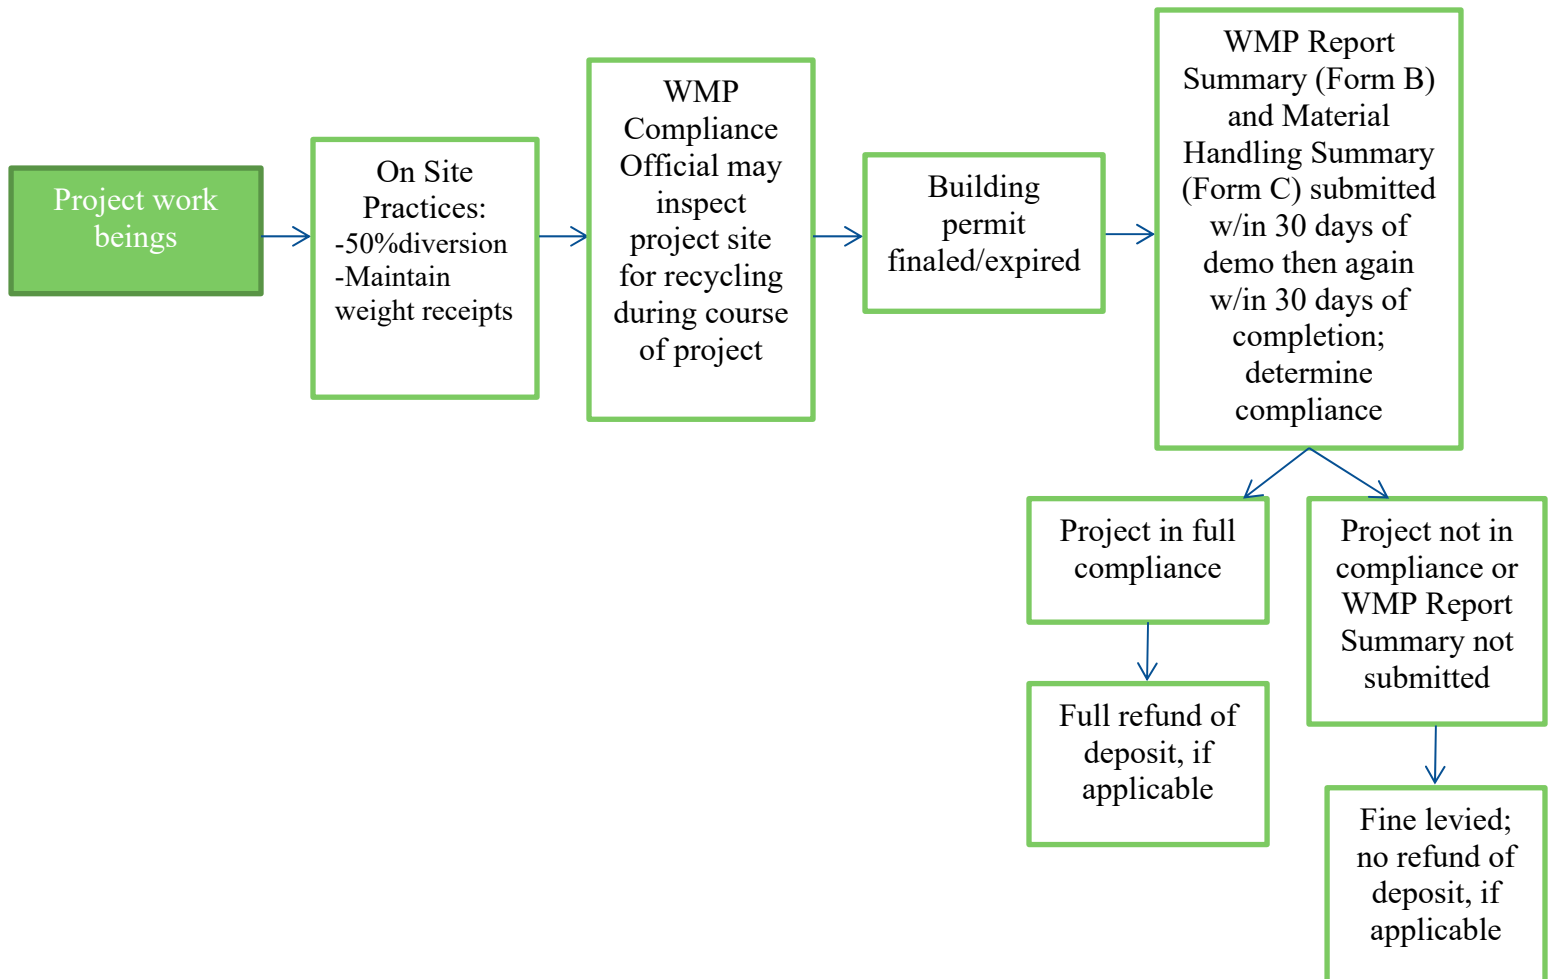 Project work
beings
On Site
Practices:
-50%diversion
-Maintain
weight receipts
WMP
Compliance
Official may
inspect
project site
for recycling
during course
of project
Building
permit
finaled/expired
WMP Report
Summary (Form B)
and Material
Handling Summary
(Form C) submitted
w/in 30 days of
demo then again
w/in 30 days of
completion;
determine
compliance
Project in full
compliance
Full refund of
deposit, if
applicable
Project not in
compliance or
WMP Report
Summary not
submitted
Fine levied;
no refund of
deposit, if
applicable